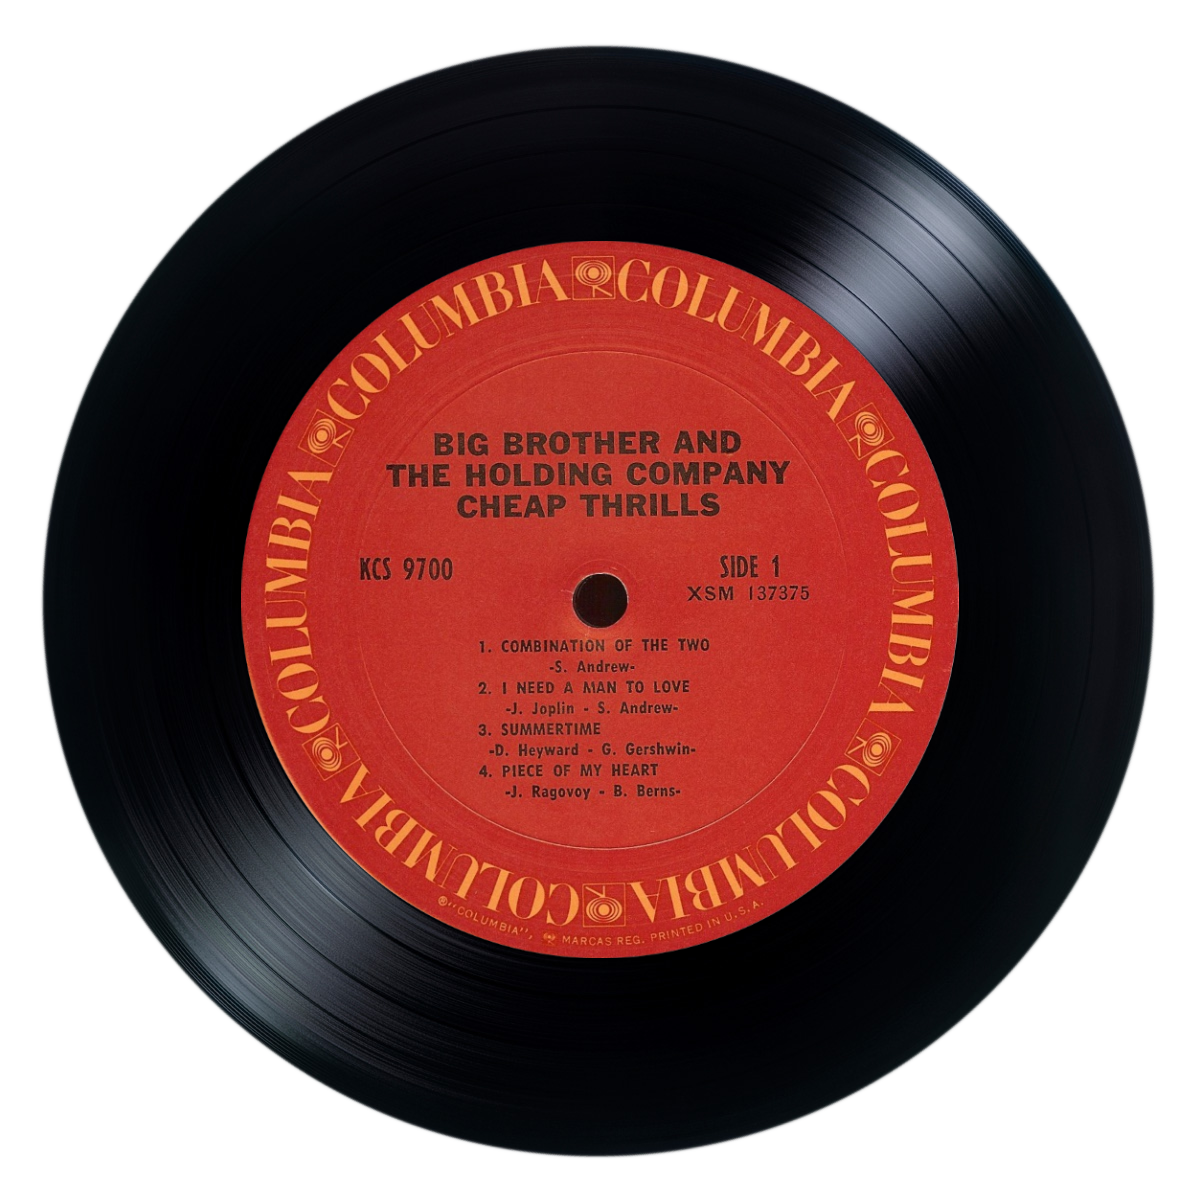 COLUMBIA COLUMBIA COLUMBIA COLUMBIA COLUMBIA COLUMBIA
BIG BROTHER AND
THE HOLDING COMPANY
CHEAP THRILLS
KCS 9700
SIDE 1
XSM 137375
1. COMBINATION OF THE TWO
-S. Andrew-
2. I NEED A MAN TO LOVE
-J. Joplin - S. Andrew-
3. SUMMERTIME
-D. Heyward - G. Gershwin-
4. PIECE OF MY HEART
-J. Ragovoy - B. Berns-
®"COLUMBIA", MARCAS REG. PRINTED IN U.S.A.